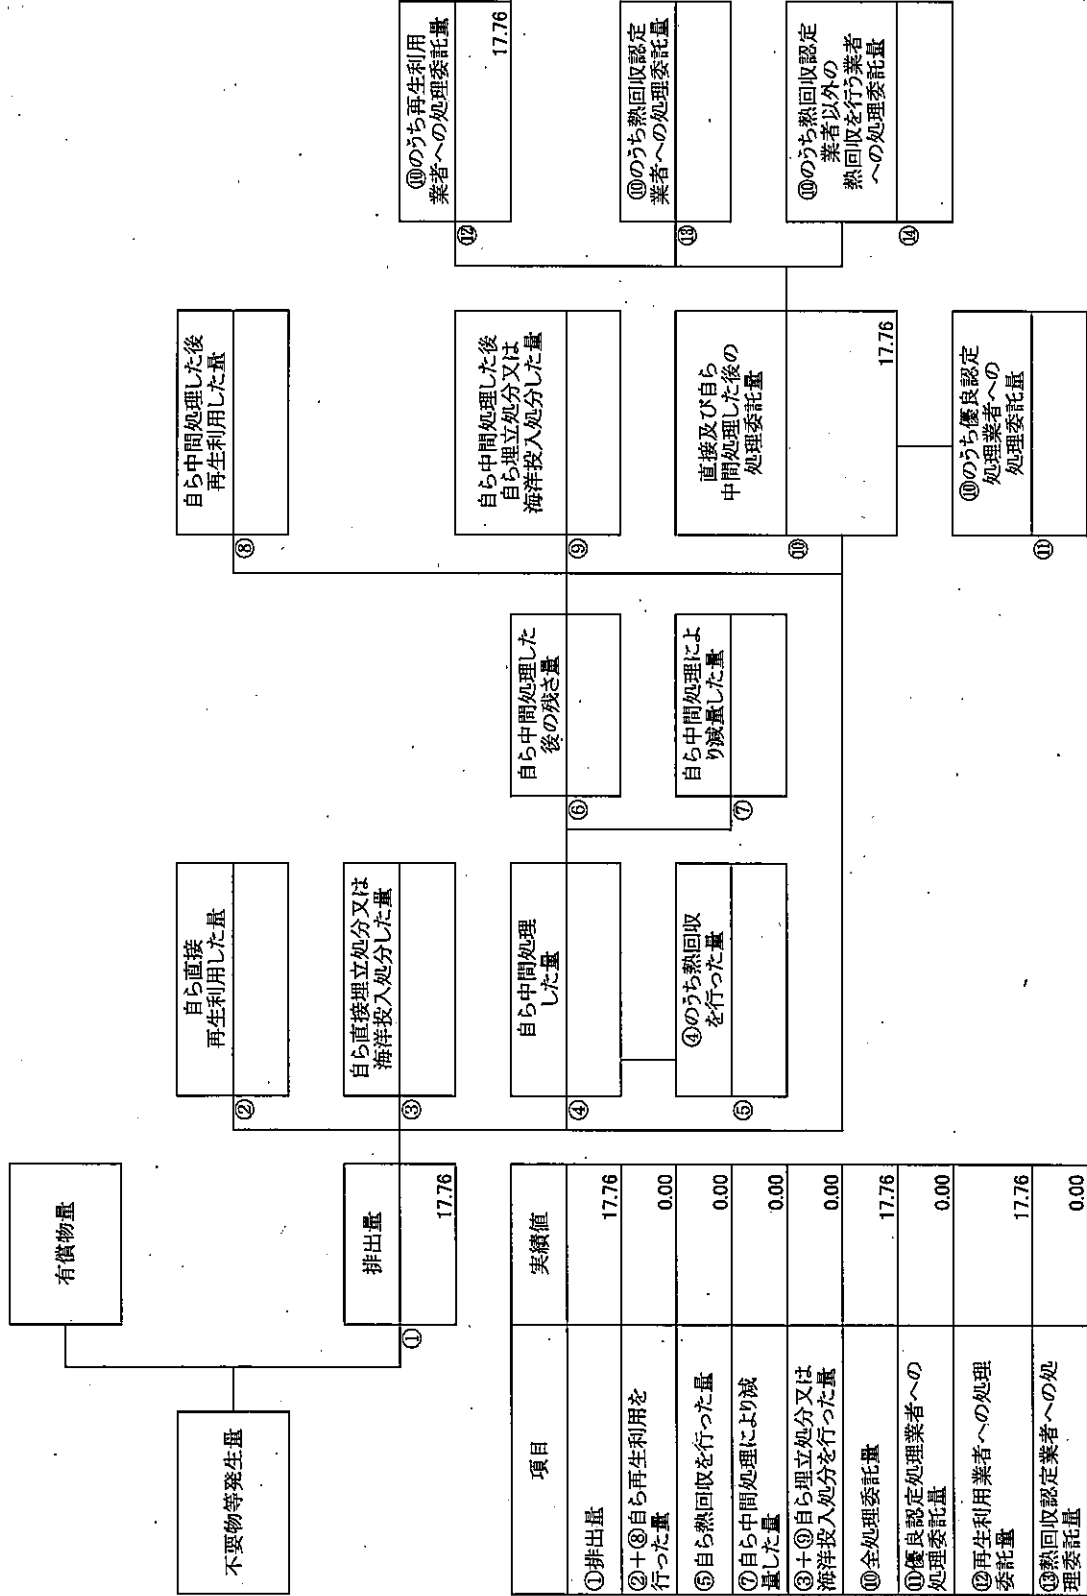 不要物等発生量
有償物量
①
排出量
17.76
②
自ら直接
再生利用した量
③
自ら直接埋立処分又は
海洋投入処分した量
④
自ら中間処理
した量
⑤
④のうち熱回収
を行った量
⑥
自ら中間処理した
後の残さ量
⑦
自ら中間処理によ
り減量した量
⑧
自ら中間処理した後
再生利用した量
⑨
自ら中間処理した後
自ら埋立処分又は
海洋投入処分した量
⑩
直接及び自ら
中間処理した後の
処理委託量
17.76
⑪
⑩のうち優良認定
処理業者への
処理委託量
⑫
⑩のうち再生利用
業者への処理委託量
17.76
⑬
⑩のうち熱回収認定
業者への処理委託量
⑭
⑩のうち熱回収認定
業者以外の
熱回収を行う業者
への処理委託量
項目 実績値
①排出量 17.76
②+⑧自ら再生利用を
行った量 0.00
⑤自ら熱回収を行った量 0.00
⑦自ら中間処理により減
量した量 0.00
③+⑨自ら埋立処分又は
海洋投入処分を行った量 0.00
⑩全処理委託量 17.76
⑪優良認定処理業者への
処理委託量 0.00
⑫再生利用業者への処理
委託量 17.76
⑬熱回収認定業者への処
理委託量 0.00